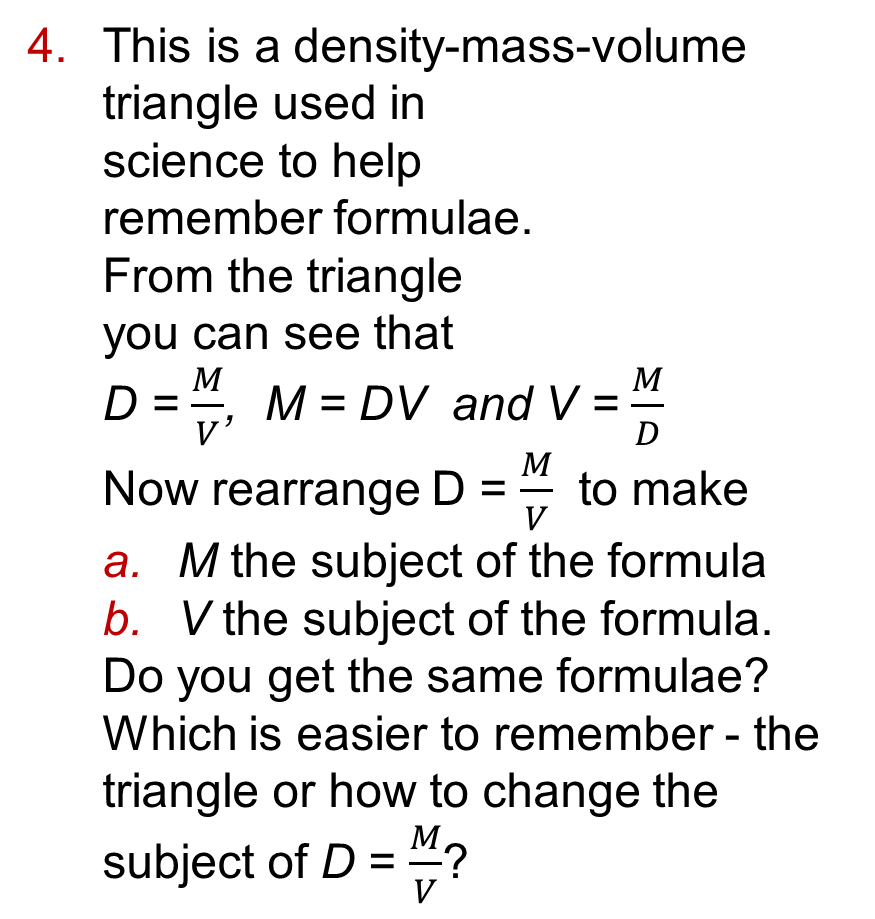 4. This is a density-mass-volume
triangle used in
science to help
remember formulae.
From the triangle
you can see that
D = M/V, M = DV and V = M/D
Now rearrange D = M/V to make
a. M the subject of the formula
b. V the subject of the formula.
Do you get the same formulae?
Which is easier to remember - the
triangle or how to change the
subject of D = M/V?